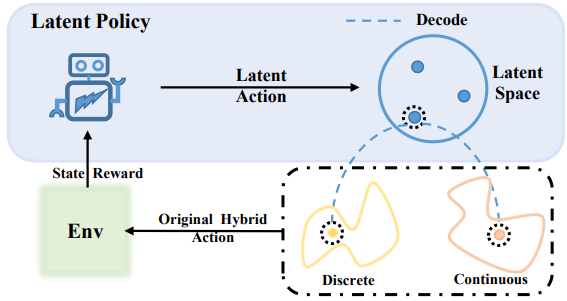 Latent Policy
Decode
Latent
Action
Latent
Space
State Reward
Env
Original Hybrid
Action
Discrete
Continuous